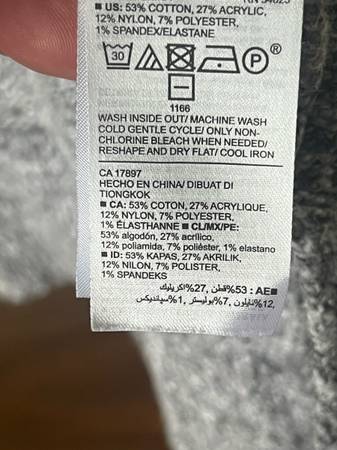 ■ US: 53% COTTON, 27% ACRYLIC,
12% NYLON, 7% POLYESTER,
1% SPANDEX/ELASTANE
30
P
®
1166
WASH INSIDE OUT/ MACHINE WASH
COLD GENTLE CYCLE/ ONLY NON-
CHLORINE BLEACH WHEN NEEDED/
RESHAPE AND DRY FLAT/ COOL IRON
CA 17897
HECHO EN CHINA/ DIBUAT DI
TIONGKOK
■ CA: 53% COTON, 27% ACRYLIQUE,
12% NYLON, 7% POLYESTER,
1% ÉLASTHANNE ■ CL/MX/PE:
53% algodón, 27% acrílico,
12% poliamida, 7% poliéster, 1% elastano
■ ID: 53% KAPAS, 27% AKRILIK,
12% NILON, 7% POLISTER,
1% SPANDEKS
■AE : 53%قطن, 27%اكريليك
12%نايلون, 7%بوليستر, 1%سپانديكس,